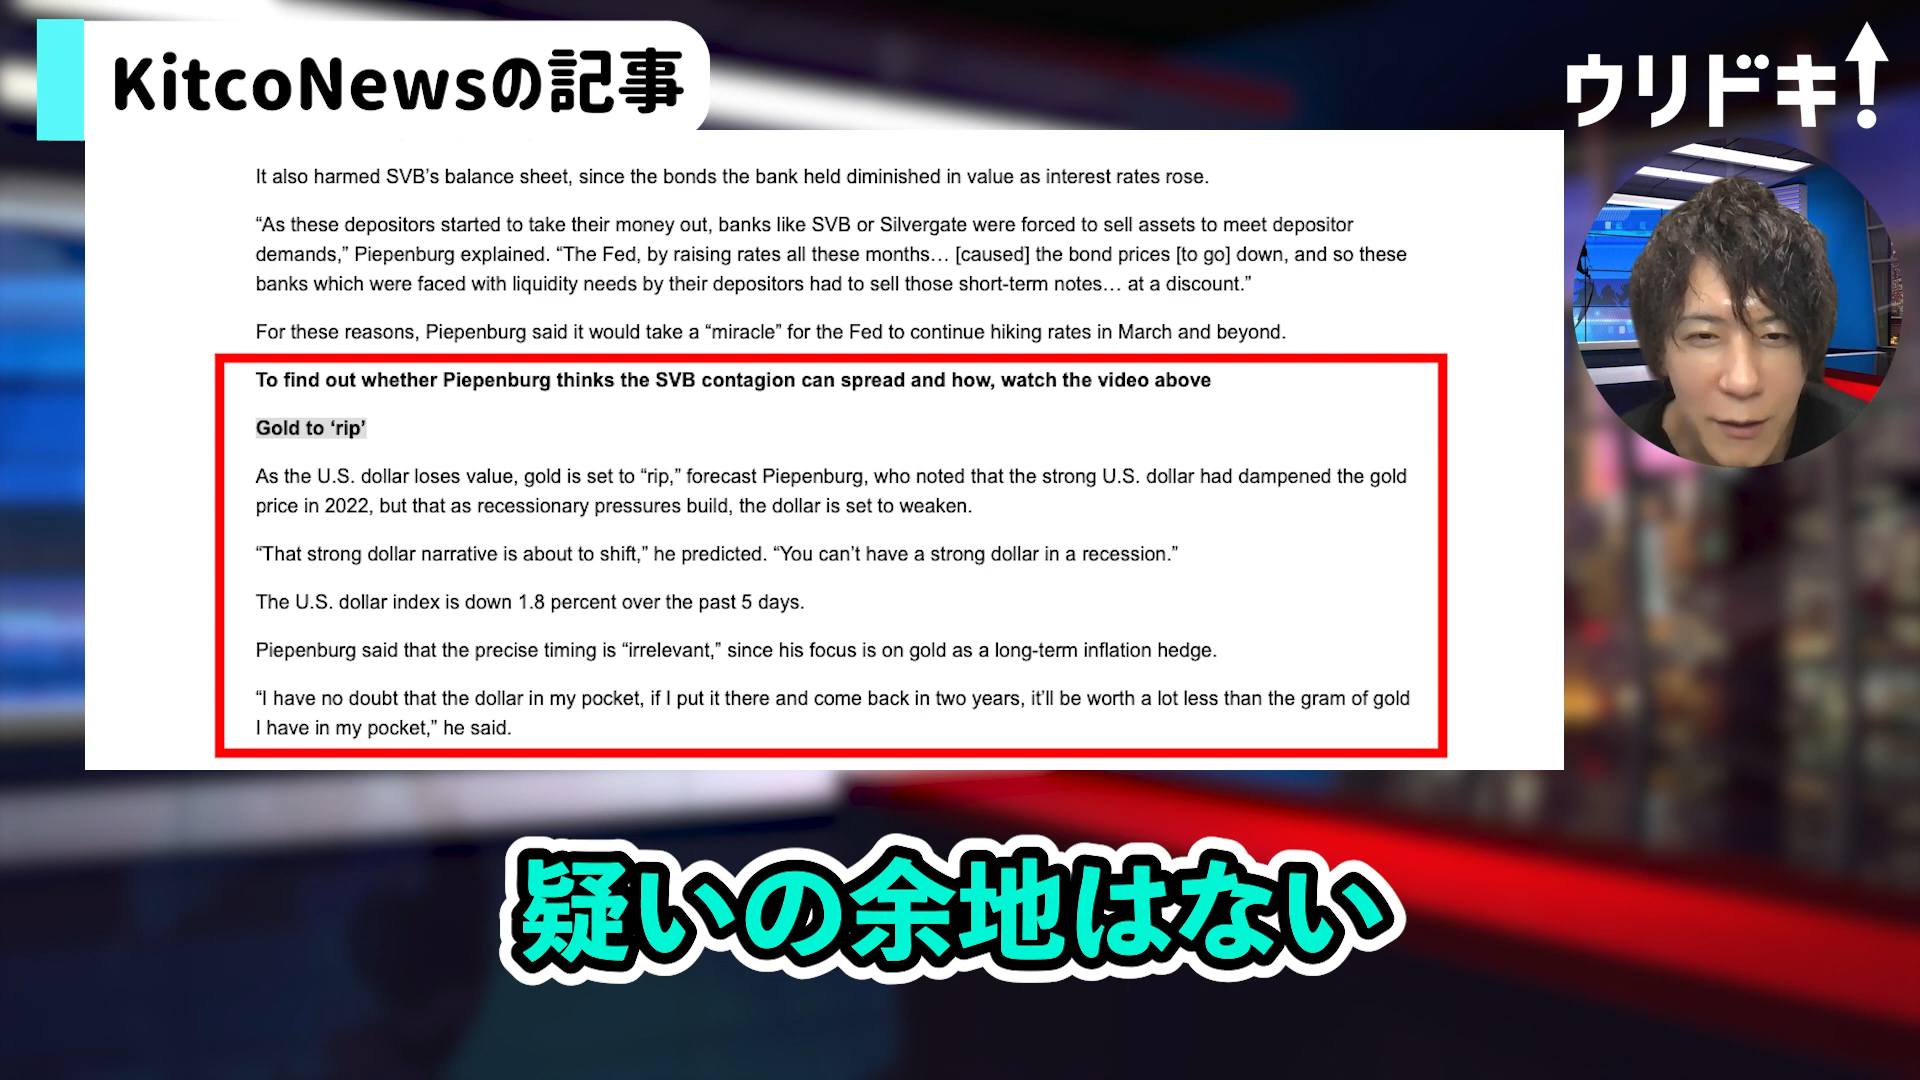 KitcoNewsの記事
ウリドキ!
It also harmed SVB’s balance sheet, since the bonds the bank held diminished in value as interest rates rose.
“As these depositors started to take their money out, banks like SVB or Silvergate were forced to sell assets to meet depositor
demands,” Piepenburg explained. “The Fed, by raising rates all these months… [caused] the bond prices [to go] down, and so these
banks which were faced with liquidity needs by their depositors had to sell those short-term notes… at a discount.”
For these reasons, Piepenburg said it would take a “miracle” for the Fed to continue hiking rates in March and beyond.
To find out whether Piepenburg thinks the SVB contagion can spread and how, watch the video above
Gold to ‘rip’
As the U.S. dollar loses value, gold is set to “rip,” forecast Piepenburg, who noted that the strong U.S. dollar had dampened the gold
price in 2022, but that as recessionary pressures build, the dollar is set to weaken.
“That strong dollar narrative is about to shift,” he predicted. “You can’t have a strong dollar in a recession.”
The U.S. dollar index is down 1.8 percent over the past 5 days.
Piepenburg said that the precise timing is “irrelevant,” since his focus is on gold as a long-term inflation hedge.
“I have no doubt that the dollar in my pocket, if I put it there and come back in two years, it’ll be worth a lot less than the gram of gold
I have in my pocket,” he said.
疑いの余地はない